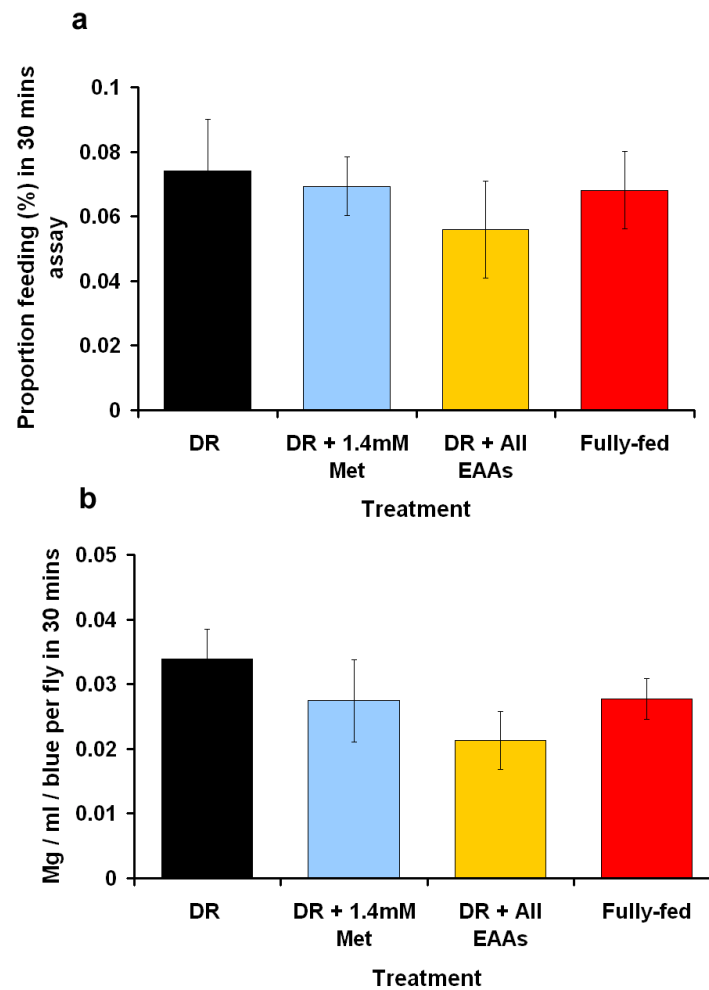 a
Proportion feeding (%) in 30 mins
assay
0.1
0.08
0.06
0.04
0.02
0
DR
DR + 1.4mM
Met
DR + All
EAAs
Fully-fed
Treatment
b
Mg / ml / blue per fly in 30 mins
0.05
0.04
0.03
0.02
0.01
0
DR
DR + 1.4mM
Met
DR + All
EAAs
Fully-fed
Treatment